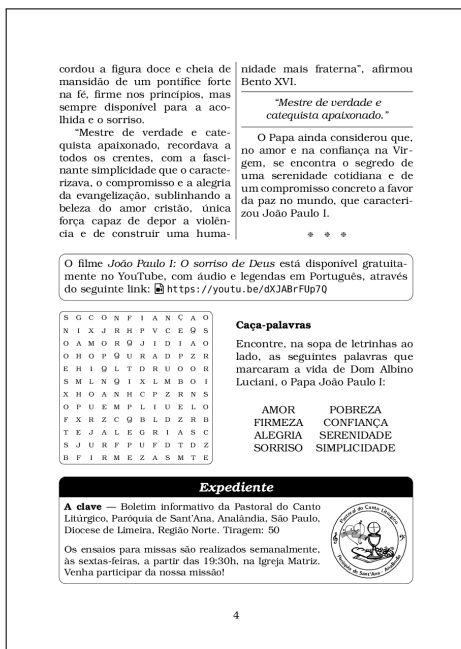 cordou a figura doce e cheia de
mansidão de um pontífice forte
na fé, firme nos princípios, mas
sempre disponível para a aco-
lhida e o sorriso.
“Mestre de verdade e cate-
quista apaixonado, recordava a
todos os crentes, com a fasci-
nante simplicidade que o caracte-
rizava, o compromisso e a alegria
da evangelização, sublinhando a
beleza do amor cristão, única
força capaz de depor a violên-
cia e de construir uma huma-
nidade mais fraterna”, afirmou
Bento XVI.
“Mestre de verdade e
catequista apaixonado.”
O Papa ainda considerou que,
no amor e na confiança na Vir-
gem, se encontra o segredo de
uma serenidade cotidiana e de
um compromisso concreto a favor
da paz no mundo, que caracteri-
zou João Paulo I.
O filme João Paulo I: O sorriso de Deus está disponível gratuita-
mente no YouTube, com áudio e legendas em Português, através
do seguinte link: https://youtu.be/dXJABrFUp7Q
S G C O N F I A N Ç A O
N I X J R H P V C E Q S
O A M O R Q J I D I A O
O H O P Q U R A D P Z R
E H I Q L T D R U O O R
S M L N Q I X L M B O I
X H O A N H C P Z R N S
O P U E M P L I U E L O
F X R Z C Q B L D Z R B
T E J A L E G R I A S C
S J U R F P U F D T D Z
B F I R M E Z A S M T E
Caça-palavras
Encontre, na sopa de letrinhas ao
lado, as seguintes palavras que
marcaram a vida de Dom Albino
Luciani, o Papa João Paulo I:
AMOR POBREZA
FIRMEZA CONFIANÇA
ALEGRIA SERENIDADE
SORRISO SIMPLICIDADE
Expediente
A clave — Boletim informativo da Pastoral do Canto
Litúrgico, Paróquia de Sant’Ana, Analândia, São Paulo,
Diocese de Limeira, Região Norte. Tiragem: 50
Os ensaios para missas são realizados semanalmente,
às sextas-feiras, a partir das 19:30h, na Igreja Matriz.
Venha participar da nossa missão!
Pastoral do Canto Litúrgico
Paróquia de Sant’Ana - Analândia
4